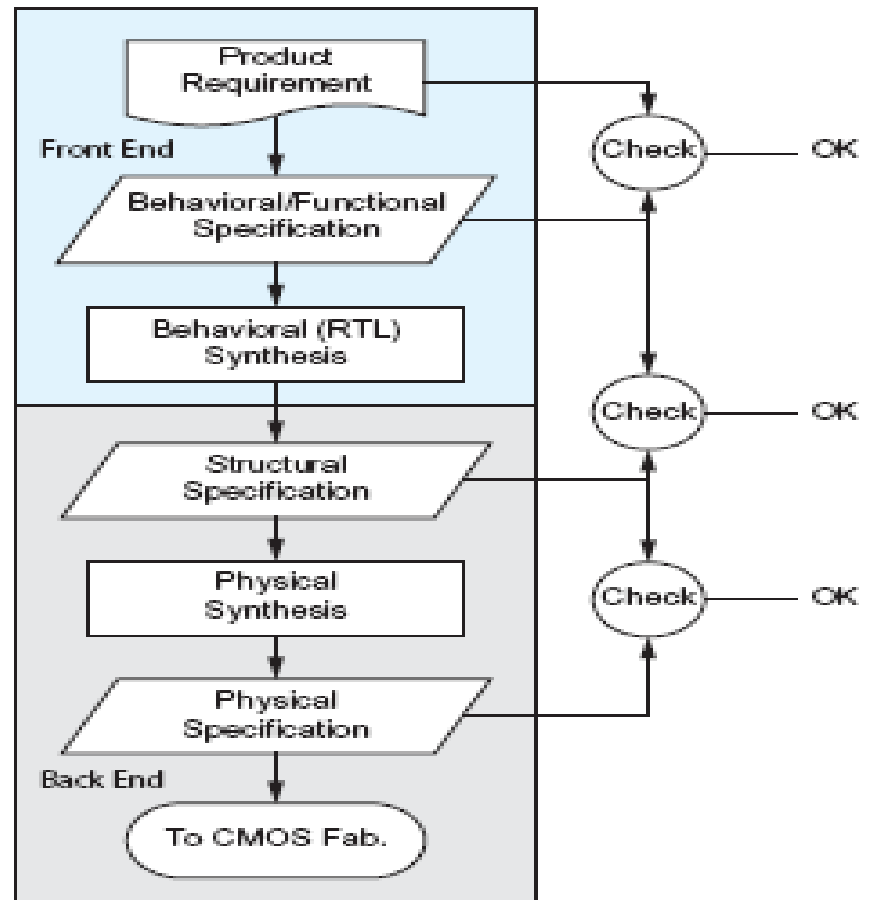 Product
Requirement
Front End
Check
OK
Behavioral/Functional
Specification
Behavioral (RTL)
Synthesis
Check
OK
Structural
Specification
Physical
Synthesis
Check
OK
Physical
Specification
Back End
To CMOS Fab.